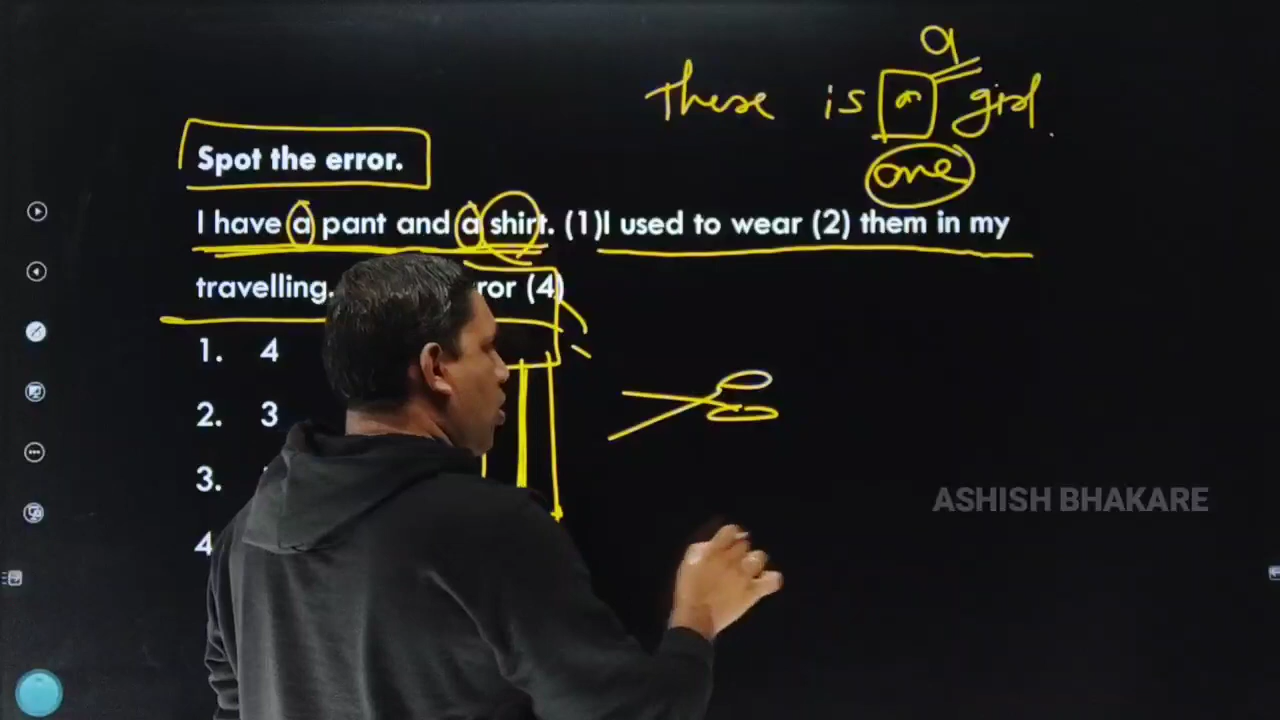 a
There is a girl.
one
Spot the error.
I have a pant and a shirt. (1)I used to wear (2) them in my
travelling. ror (4)
1. 4
2. 3
3.
4
ASHISH BHAKARE